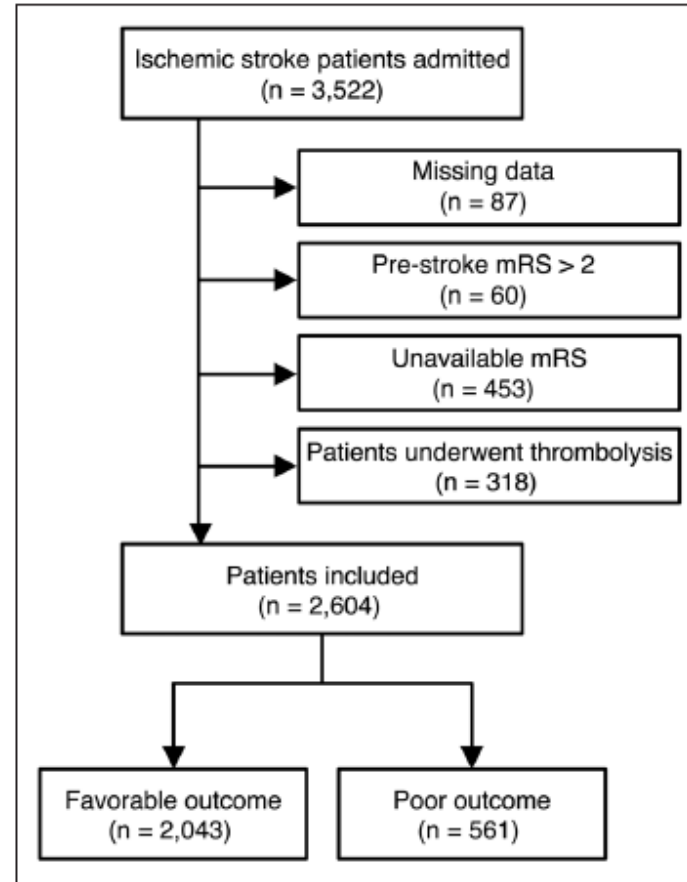 Ischemic stroke patients admitted
(n = 3,522)
Missing data
(n = 87)
Pre-stroke mRS > 2
(n = 60)
Unavailable mRS
(n = 453)
Patients underwent thrombolysis
(n = 318)
Patients included
(n = 2,604)
Favorable outcome
(n = 2,043)
Poor outcome
(n = 561)